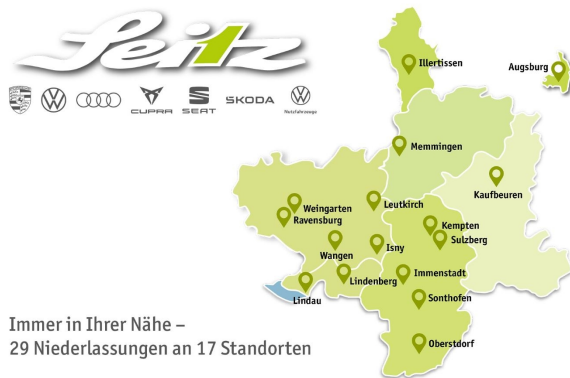 Seitz
CUPRA
SEAT
SKODA
Nutzfahrzeuge
Illertissen
Augsburg
Memmingen
Kaufbeuren
Weingarten
Leutkirch
Ravensburg
Kempten
Sulzberg
Wangen
Isny
Lindenberg
Immenstadt
Lindau
Sonthofen
Oberstdorf
Immer in Ihrer Nähe –
29 Niederlassungen an 17 Standorten